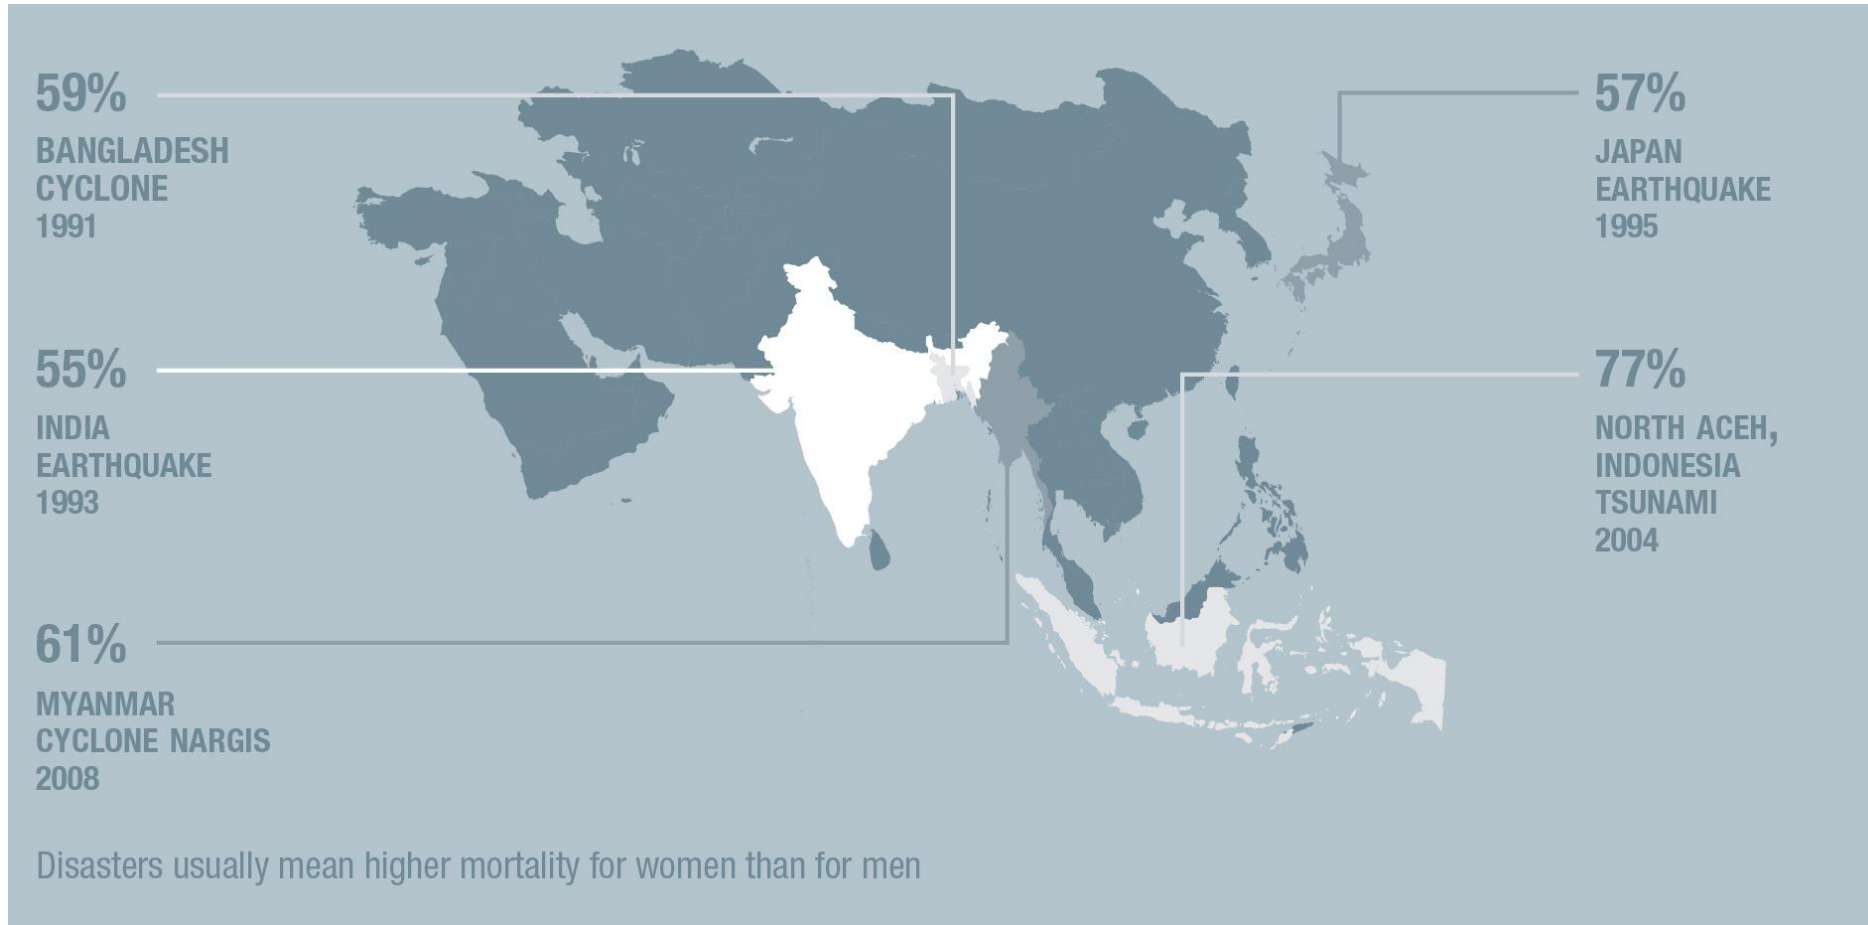 59%
BANGLADESH
CYCLONE
1991
55%
INDIA
EARTHQUAKE
1993
61%
MYANMAR
CYCLONE NARGIS
2008
57%
JAPAN
EARTHQUAKE
1995
77%
NORTH ACEH,
INDONESIA
TSUNAMI
2004
Disasters usually mean higher mortality for women than for men